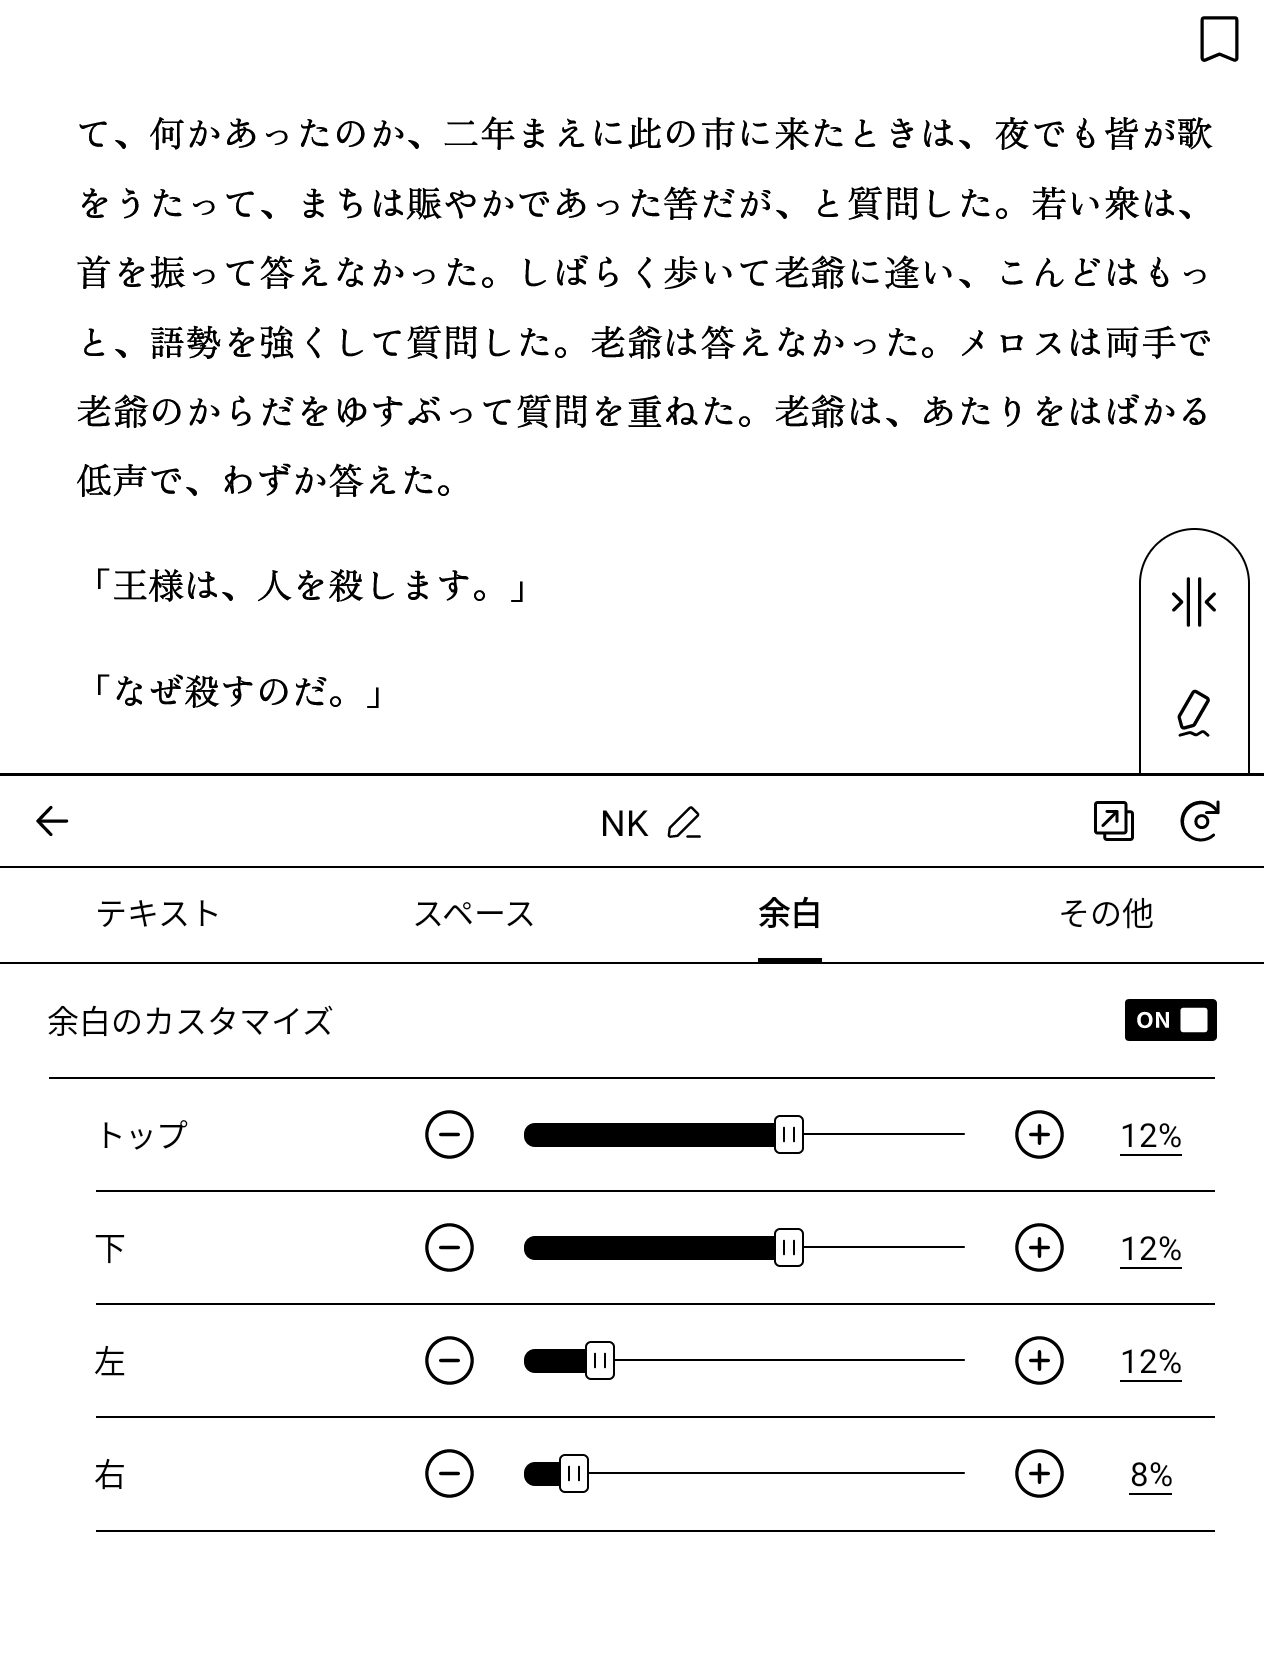 て、何かあったのか、二年まえに此の市に来たときは、夜でも皆が歌
をうたって、まちは賑やかであった筈だが、と質問した。若い衆は、
首を振って答えなかった。しばらく歩いて老爺に逢い、こんどはもっ
と、語勢を強くして質問した。老爺は答えなかった。メロスは両手で
老爺のからだをゆすぶって質問を重ねた。老爺は、あたりをはばかる
低声で、わずか答えた。
「王様は、人を殺します。」
「なぜ殺すのだ。」
NK
テキスト スペース 余白 その他
余白のカスタマイズ ON
トップ 12%
下 12%
左 12%
右 8%